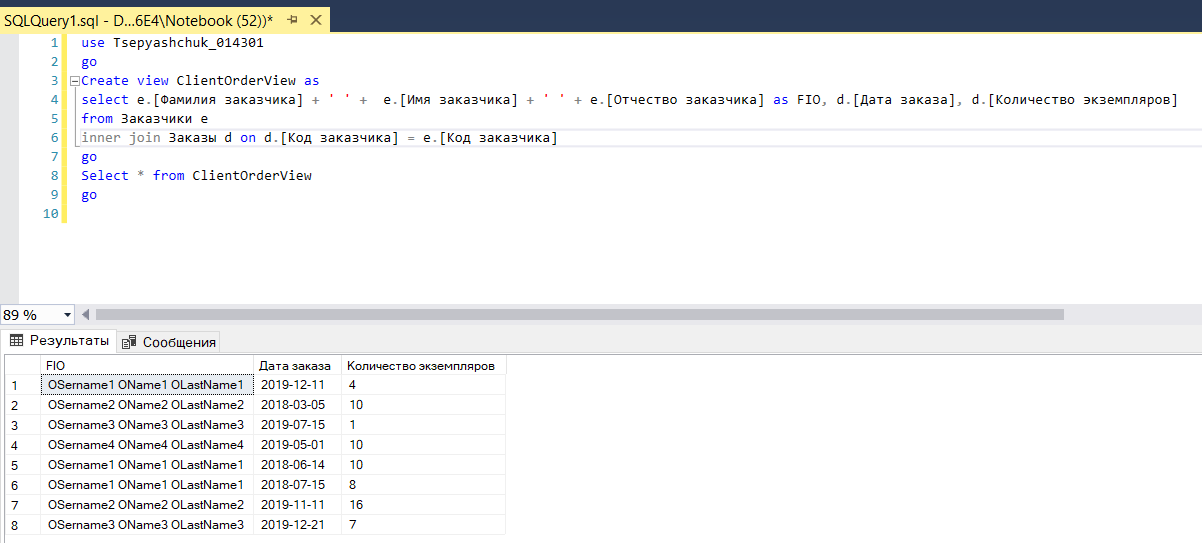 SQLQuery1.sql - D...6E4\Notebook (52))*
1 use Tsepyashchuk_014301
2 go
3 Create view ClientOrderView as
4 select e.[Фамилия заказчика] + ' ' +  e.[Имя заказчика] + ' ' + e.[Отчество заказчика] as FIO, d.[Дата заказа], d.[Количество экземпляров]
5 from Заказчики e
6 inner join Заказы d on d.[Код заказчика] = e.[Код заказчика]
7 go
8 Select * from ClientOrderView
9 go
10
89 %
Результаты Сообщения
FIO Дата заказа Количество экземпляров
1 OSername1 OName1 OLastName1 2019-12-11 4
2 OSername2 OName2 OLastName2 2018-03-05 10
3 OSername3 OName3 OLastName3 2019-07-15 1
4 OSername4 OName4 OLastName4 2019-05-01 10
5 OSername1 OName1 OLastName1 2018-06-14 10
6 OSername1 OName1 OLastName1 2018-07-15 8
7 OSername2 OName2 OLastName2 2019-11-11 16
8 OSername3 OName3 OLastName3 2019-12-21 7